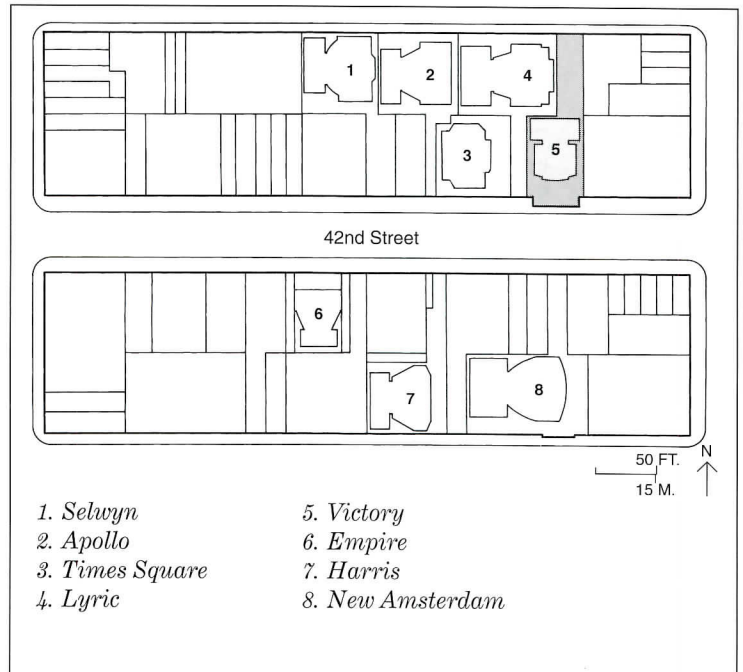 1
2
4
3
5
42nd Street
6
7
8
50 FT.
N
15 M.
1. Selwyn
2. Apollo
3. Times Square
4. Lyric
5. Victory
6. Empire
7. Harris
8. New Amsterdam